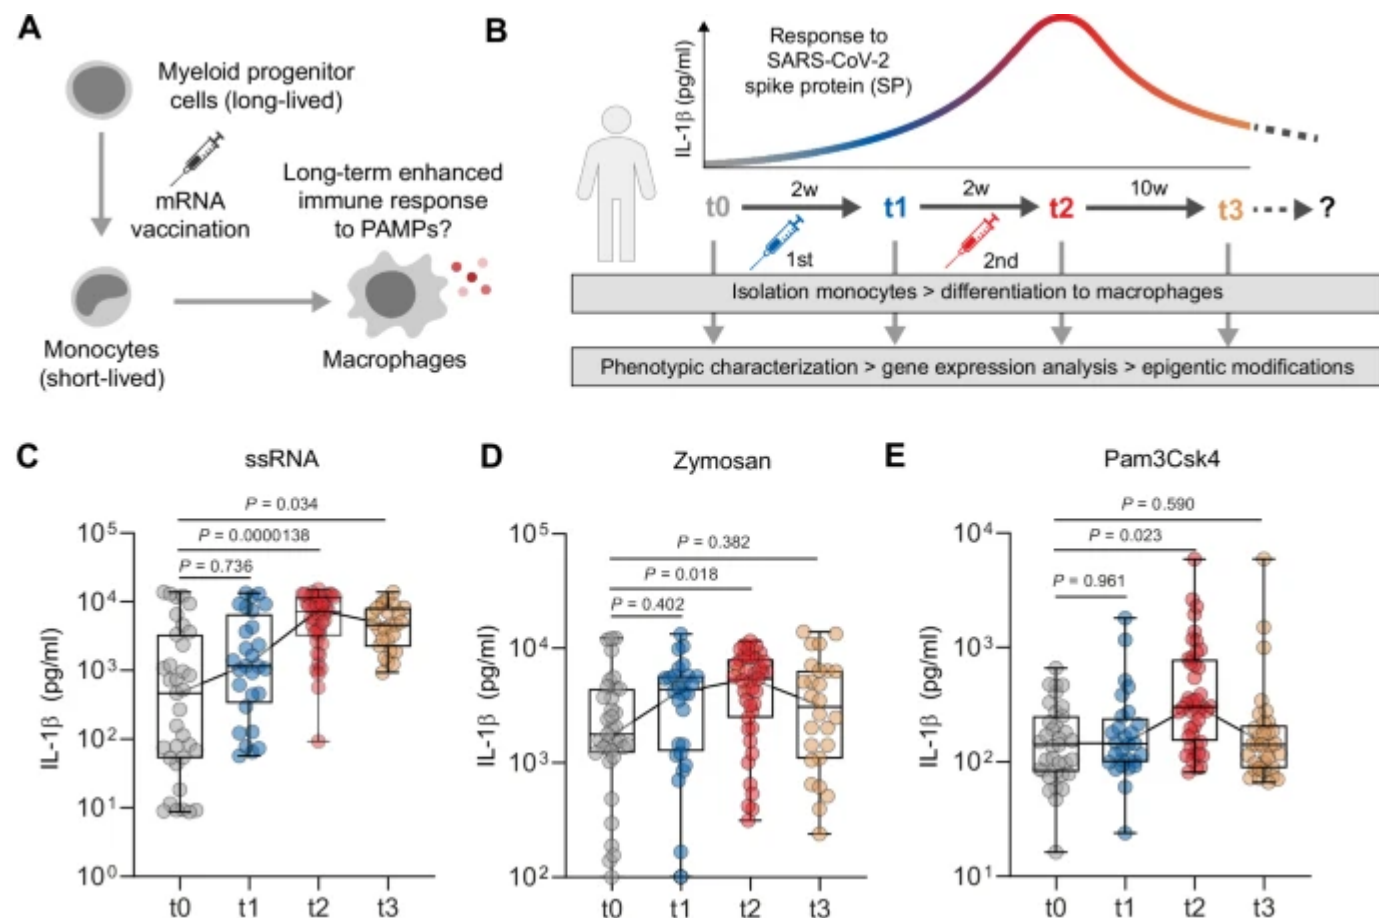 A
Myeloid progenitor
cells (long-lived)
mRNA
vaccination
Long-term enhanced
immune response
to PAMPs?
Monocytes
(short-lived)
Macrophages
B
IL-1β (pg/ml)
Response to
SARS-CoV-2
spike protein (SP)
t0 2w t1 2w t2 10w t3 ?
1st 2nd
Isolation monocytes > differentiation to macrophages
Phenotypic characterization > gene expression analysis > epigentic modifications
C
ssRNA
P = 0.034
P = 0.0000138
P = 0.736
IL-1β (pg/ml)
10⁵
10⁴
10³
10²
10¹
10⁰
t0 t1 t2 t3
D
Zymosan
P = 0.382
P = 0.018
P = 0.402
IL-1β (pg/ml)
10⁵
10⁴
10³
10²
t0 t1 t2 t3
E
Pam3Csk4
P = 0.590
P = 0.023
P = 0.961
IL-1β (pg/ml)
10⁴
10³
10²
10¹
t0 t1 t2 t3